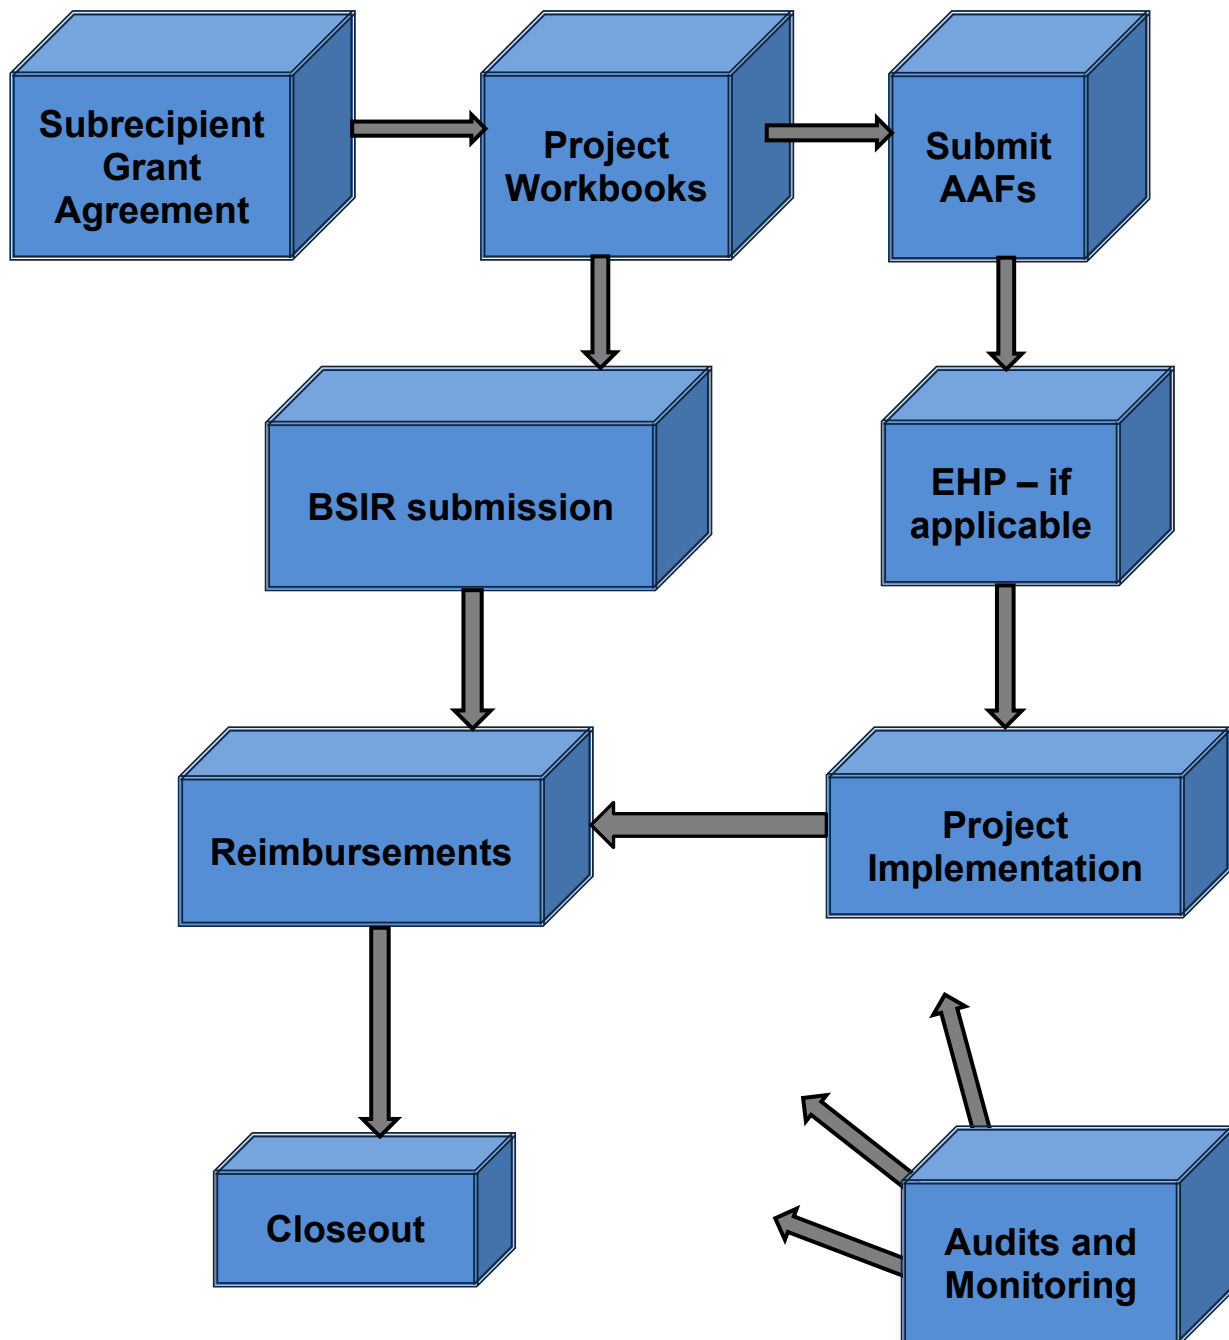 Subrecipient
Grant
Agreement
Project
Workbooks
Submit
AAFs
BSIR submission
EHP – if
applicable
Reimbursements
Project
Implementation
Closeout
Audits and
Monitoring